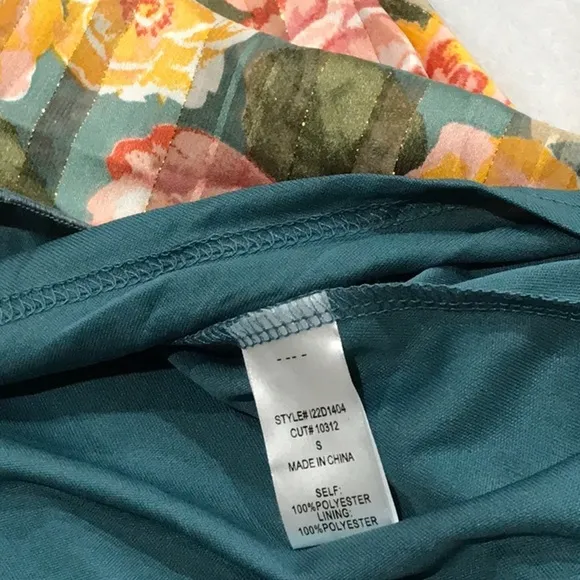 ----
STYLE# I22D1404
CUT# 10312
S
MADE IN CHINA
SELF:
100%POLYESTER
LINING:
100%POLYESTER